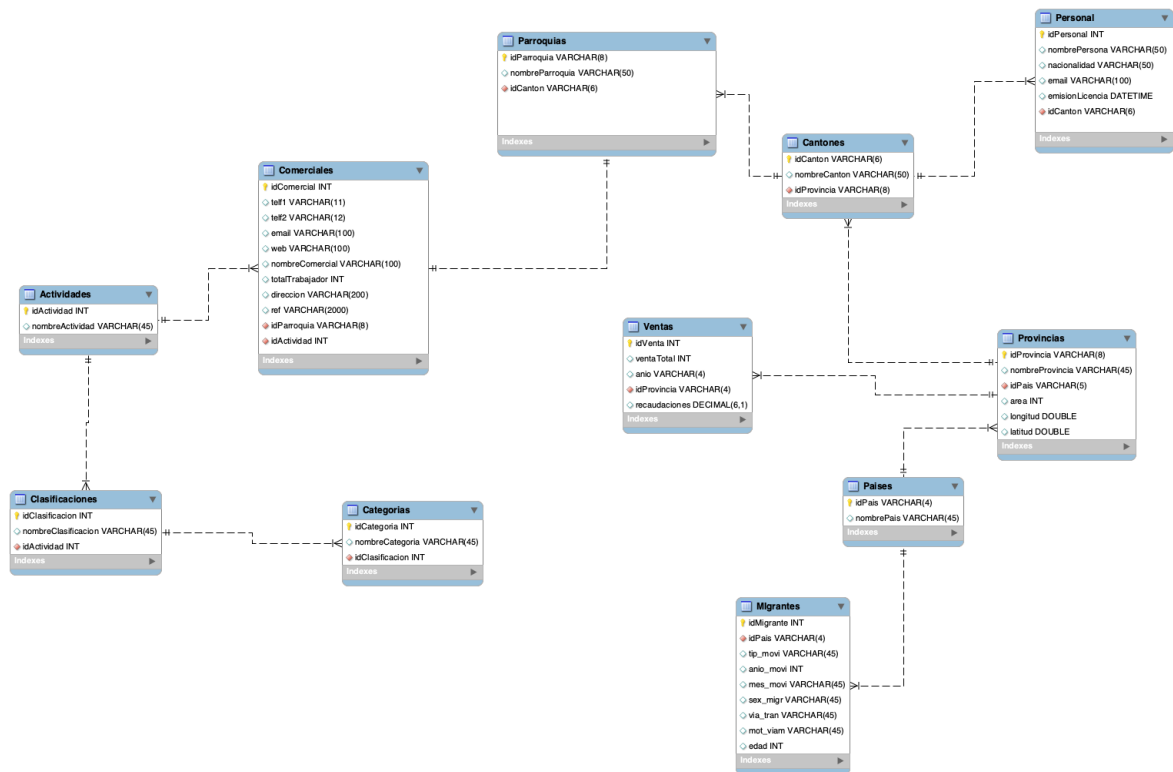 Personal
idPersonal INT
nombrePersona VARCHAR(50)
nacionalidad VARCHAR(50)
email VARCHAR(100)
emisionLicencia DATETIME
idCanton VARCHAR(6)
Indexes
Parroquias
idParroquia VARCHAR(8)
nombreParroquia VARCHAR(50)
idCanton VARCHAR(6)
Indexes
Cantones
idCanton VARCHAR(6)
nombreCanton VARCHAR(50)
idProvincia VARCHAR(8)
Indexes
Comerciales
idComercial INT
telf1 VARCHAR(11)
telf2 VARCHAR(12)
email VARCHAR(100)
web VARCHAR(100)
nombreComercial VARCHAR(100)
totalTrabajador INT
direccion VARCHAR(200)
ref VARCHAR(2000)
idParroquia VARCHAR(8)
idActividad INT
Indexes
Actividades
idActividad INT
nombreActividad VARCHAR(45)
Indexes
Ventas
idVenta INT
ventaTotal INT
anio VARCHAR(4)
idProvincia VARCHAR(4)
recaudaciones DECIMAL(6,1)
Indexes
Provincias
idProvincia VARCHAR(8)
nombreProvincia VARCHAR(45)
idPais VARCHAR(5)
area INT
longitud DOUBLE
latitud DOUBLE
Indexes
Clasificaciones
idClasificacion INT
nombreClasificacion VARCHAR(45)
idActividad INT
Indexes
Categorias
idCategoria INT
nombreCategoria VARCHAR(45)
idClasificacion INT
Indexes
Paises
idPais VARCHAR(4)
nombrePais VARCHAR(45)
Indexes
Migrantes
idMigrante INT
idPais VARCHAR(4)
tip_movi VARCHAR(45)
anio_movi INT
mes_movi VARCHAR(45)
sex_migr VARCHAR(45)
via_tran VARCHAR(45)
mot_viam VARCHAR(45)
edad INT
Indexes